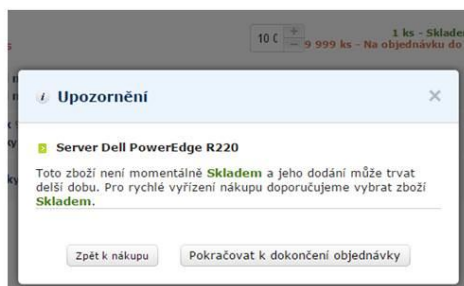 10 0 + 1 ks - Sklade
− 9 999 ks - Na objednávku do
i Upozornění ×
Server Dell PowerEdge R220
Toto zboží není momentálně Skladem a jeho dodání může trvat
delší dobu. Pro rychlé vyřízení nákupu doporučujeme vybrat zboží
Skladem.
Zpět k nákupu Pokračovat k dokončení objednávky